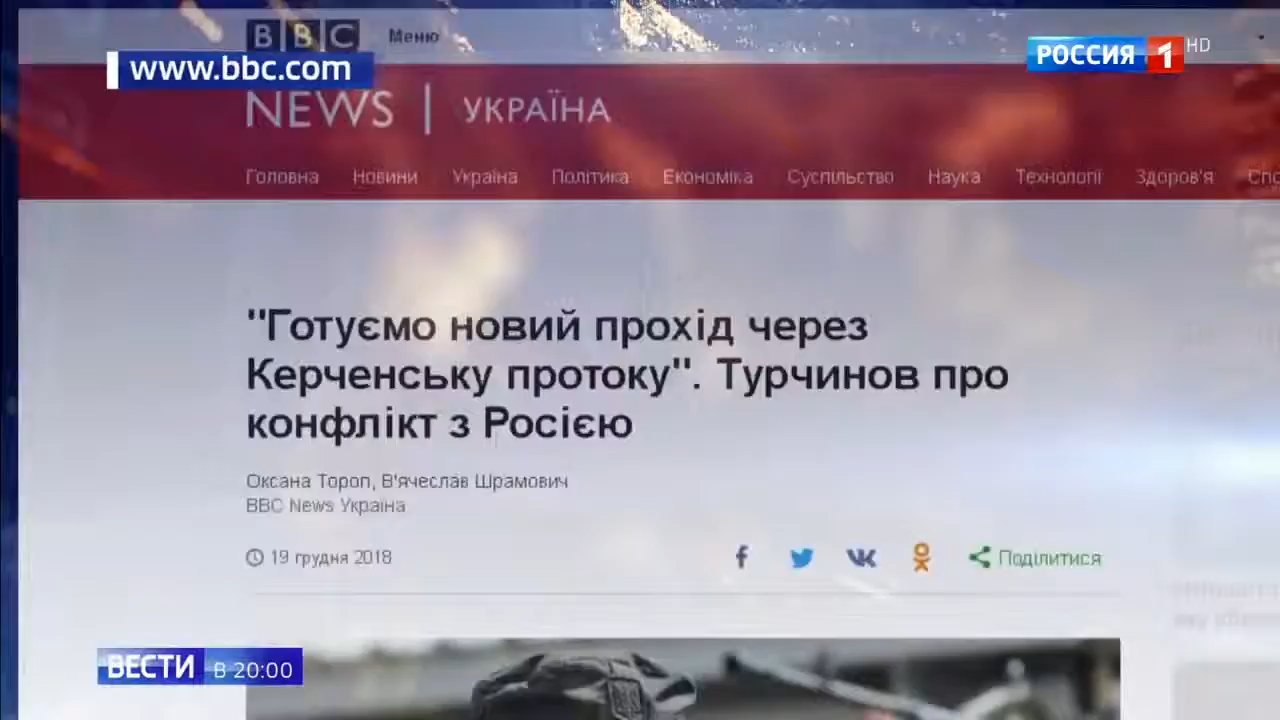 BBC Меню
www.bbc.com
РОССИЯ 1 HD
NEWS | УКРАЇНА
Головна Новини Україна Політика Економіка Суспільство Наука Технології Здоров'я
"Готуємо новий прохід через
Керченську протоку". Турчинов про
конфлікт з Росією
Оксана Тороп, В'ячеслав Шрамович
BBC News Україна
19 грудня 2018
Поділитися
ВЕСТИ В 20:00